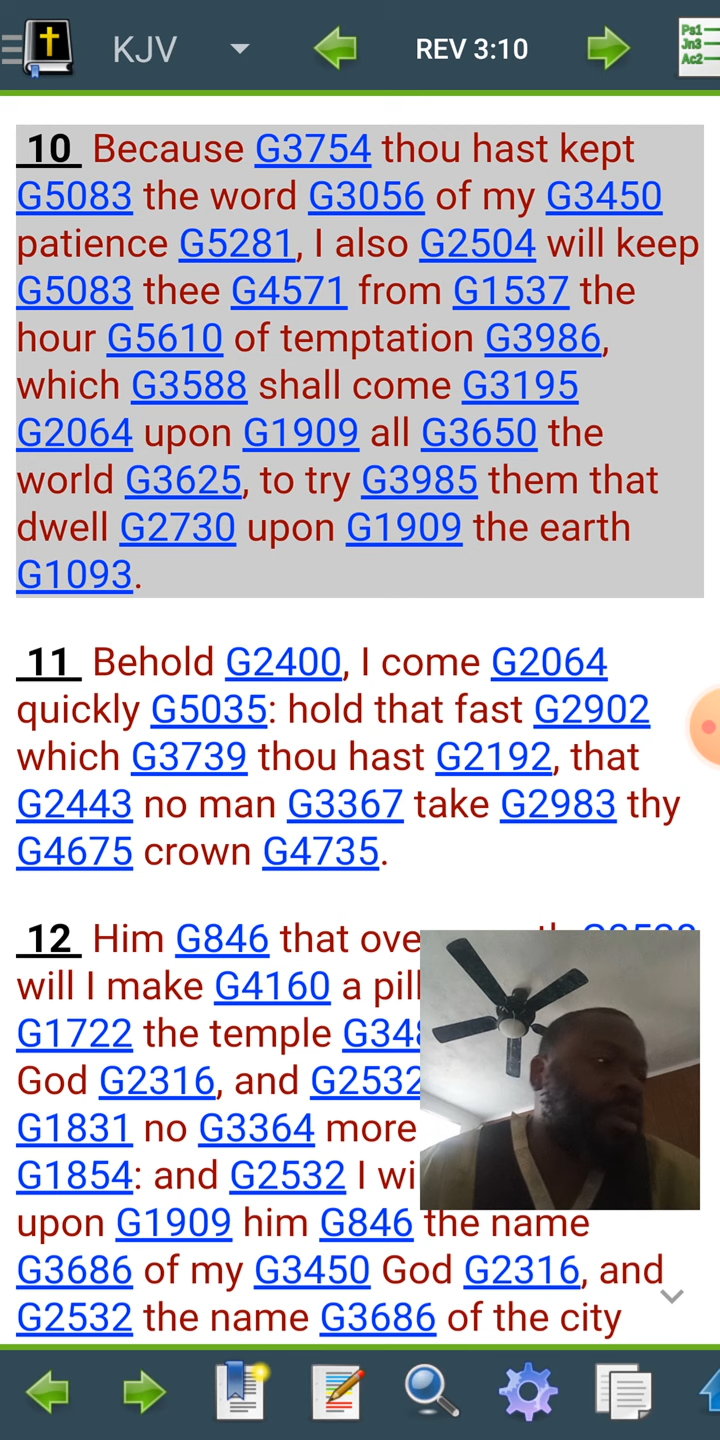 KJV
REV 3:10
Ps1
Jn3
Ac2
10 Because G3754 thou hast kept
G5083 the word G3056 of my G3450
patience G5281, I also G2504 will keep
G5083 thee G4571 from G1537 the
hour G5610 of temptation G3986,
which G3588 shall come G3195
G2064 upon G1909 all G3650 the
world G3625, to try G3985 them that
dwell G2730 upon G1909 the earth
G1093.
11 Behold G2400, I come G2064
quickly G5035: hold that fast G2902
which G3739 thou hast G2192, that
G2443 no man G3367 take G2983 thy
G4675 crown G4735.
12 Him G846 that
will I make G4160 a
G1722 the temple
God G2316, and G2532
G1831 no G3364 more
G1854: and G2532 I
upon G1909 him G846 the name
G3686 of my G3450 God G2316, and
G2532 the name G3686 of the city